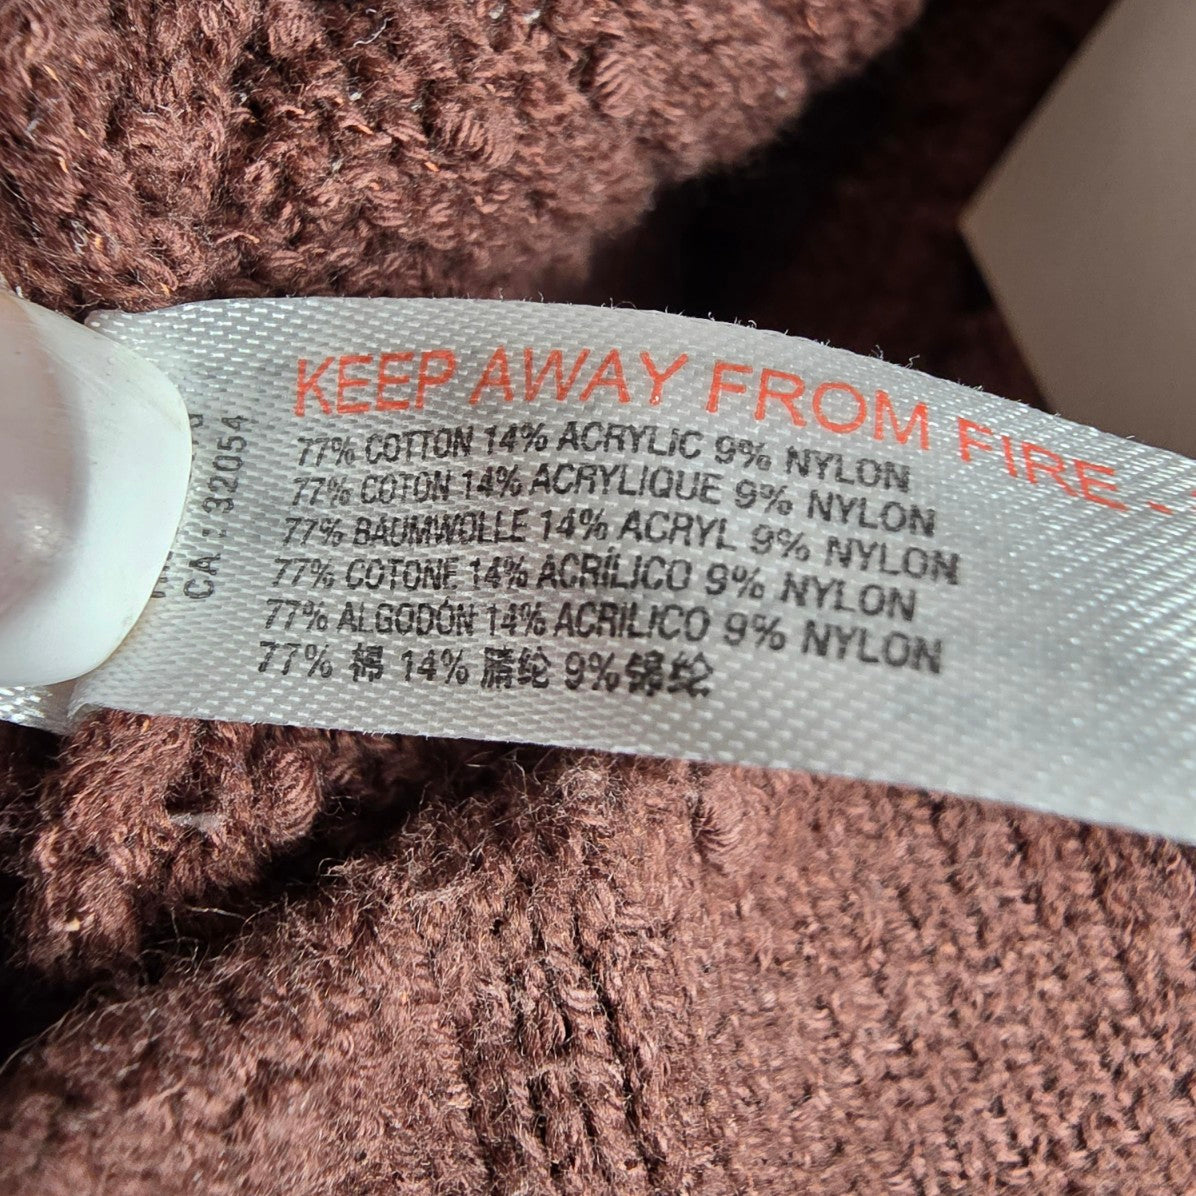 KEEP AWAY FROM FIRE -
77% COTTON 14% ACRYLIC 9% NYLON
77% COTON 14% ACRYLIQUE 9% NYLON
77% BAUMWOLLE 14% ACRYL 9% NYLON
77% COTONE 14% ACRÍLICO 9% NYLON
77% ALGODÓN 14% ACRILICO 9% NYLON
77% 棉 14% 腈纶 9% 锦纶
CA : 32054